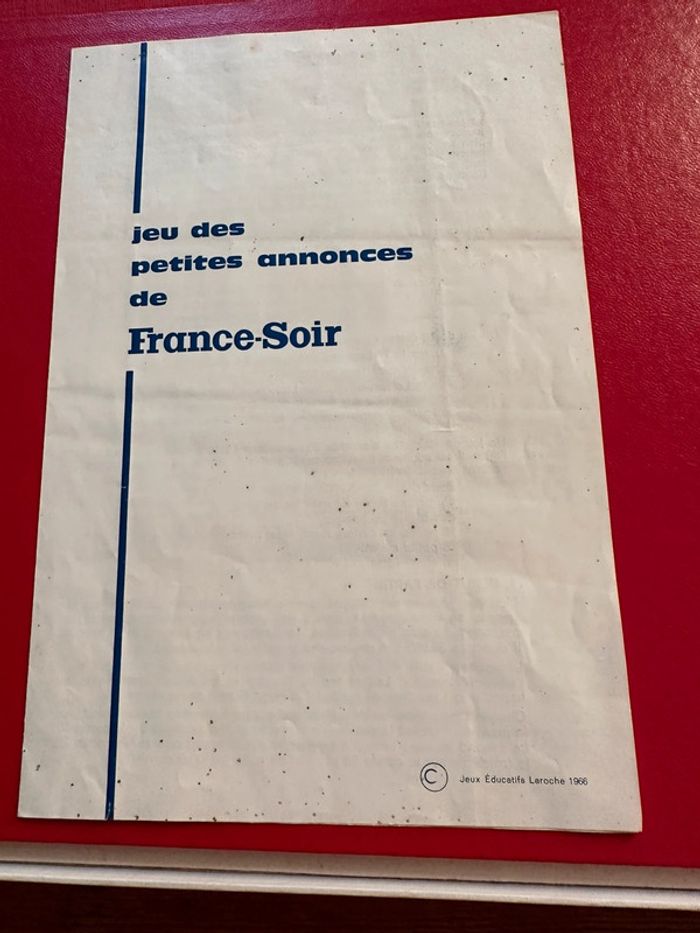 jeu des
petites annonces
de
France-Soir
© Jeux Éducatifs Laroche 1966